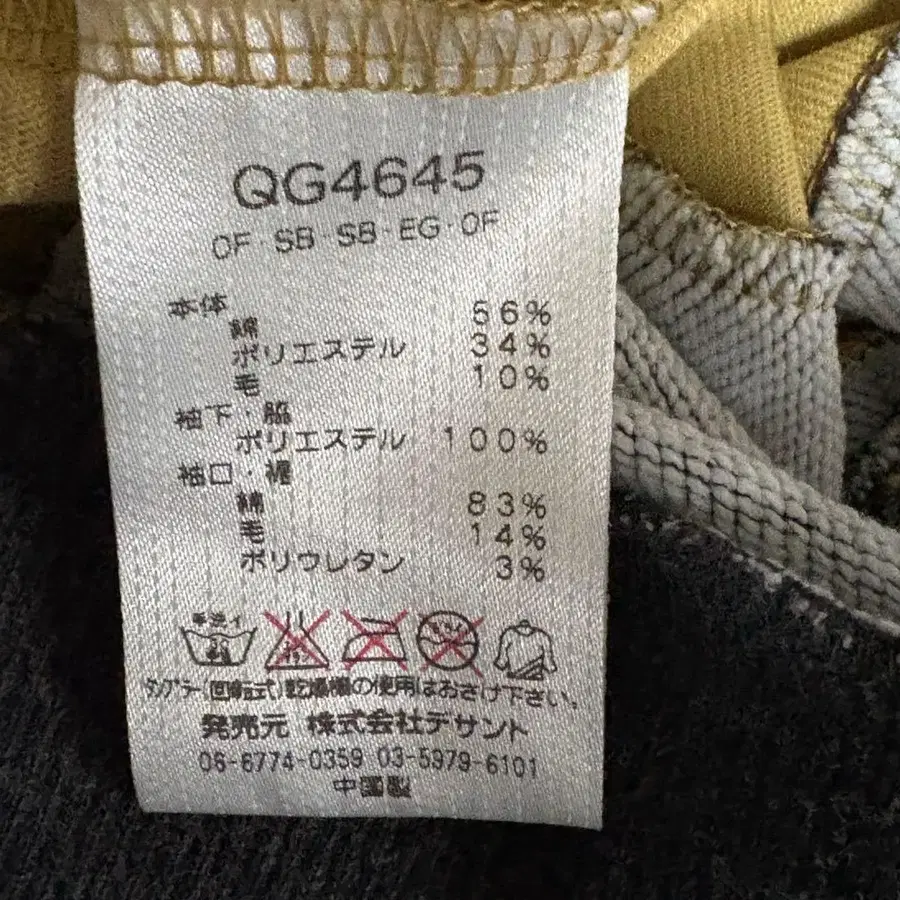 QG4645
OF・SB・SB・EG・OF
本体
綿 56%
ポリエステル 34%
毛 10%
袖下・脇
ポリエステル 100%
袖口・裾
綿 83%
毛 14%
ポリウレタン 3%
手洗イ
タンブラー(回転式)乾燥機の使用はおさけ下さい。
発売元 株式会社デサント
06-6774-0359 03-5979-6101
中国製